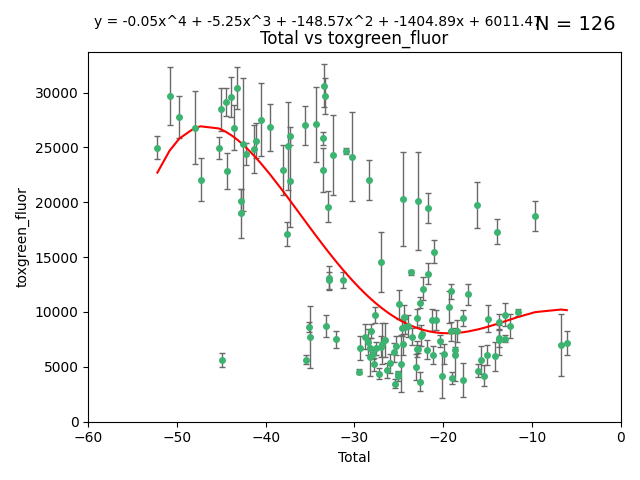 y = -0.05x^4 + -5.25x^3 + -148.57x^2 + -1404.89x + 6011.47
N = 126
Total vs toxgreen_fluor
toxgreen_fluor
30000
25000
20000
15000
10000
5000
0
−60 −50 −40 −30 −20 −10 0
Total